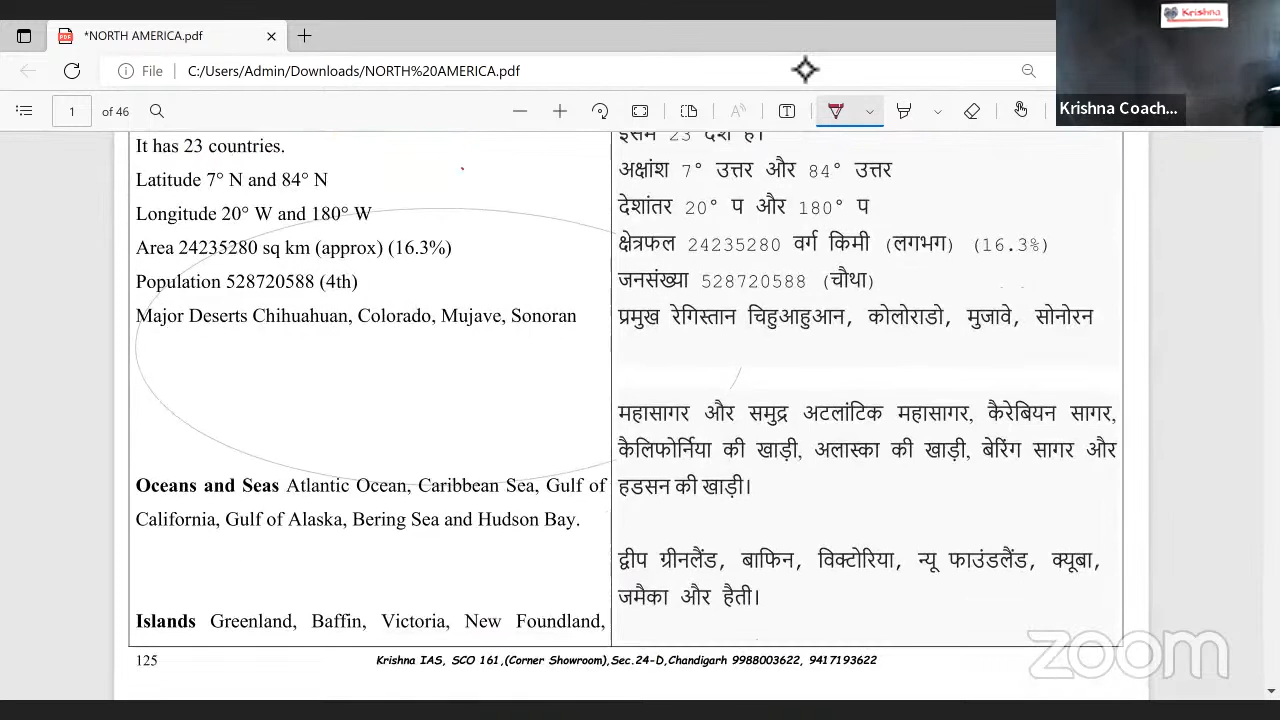 *NORTH AMERICA.pdf
File
C:/Users/Admin/Downloads/NORTH%20AMERICA.pdf
Krishna
Krishna Coach...
1 of 46
It has 23 countries.
Latitude 7° N and 84° N
Longitude 20° W and 180° W
Area 24235280 sq km (approx) (16.3%)
Population 528720588 (4th)
Major Deserts Chihuahuan, Colorado, Mujave, Sonoran
Oceans and Seas Atlantic Ocean, Caribbean Sea, Gulf of
California, Gulf of Alaska, Bering Sea and Hudson Bay.
Islands Greenland, Baffin, Victoria, New Foundland,
इसमें 23 देश हैं।
अक्षांश 7° उत्तर और 84° उत्तर
देशांतर 20° प और 180° प
क्षेत्रफल 24235280 वर्ग किमी (लगभग) (16.3%)
जनसंख्या 528720588 (चौथा)
प्रमुख रेगिस्तान चिहुआहुआन, कोलोराडो, मुजावे, सोनोरन
महासागर और समुद्र अटलांटिक महासागर, कैरेबियन सागर,
कैलिफोर्निया की खाड़ी, अलास्का की खाड़ी, बेरिंग सागर और
हडसन की खाड़ी।
द्वीप ग्रीनलैंड, बाफिन, विक्टोरिया, न्यू फाउंडलैंड, क्यूबा,
जमैका और हैती।
125
Krishna IAS, SCO 161,(Corner Showroom),Sec.24-D,Chandigarh 9988003622, 9417193622
zoom